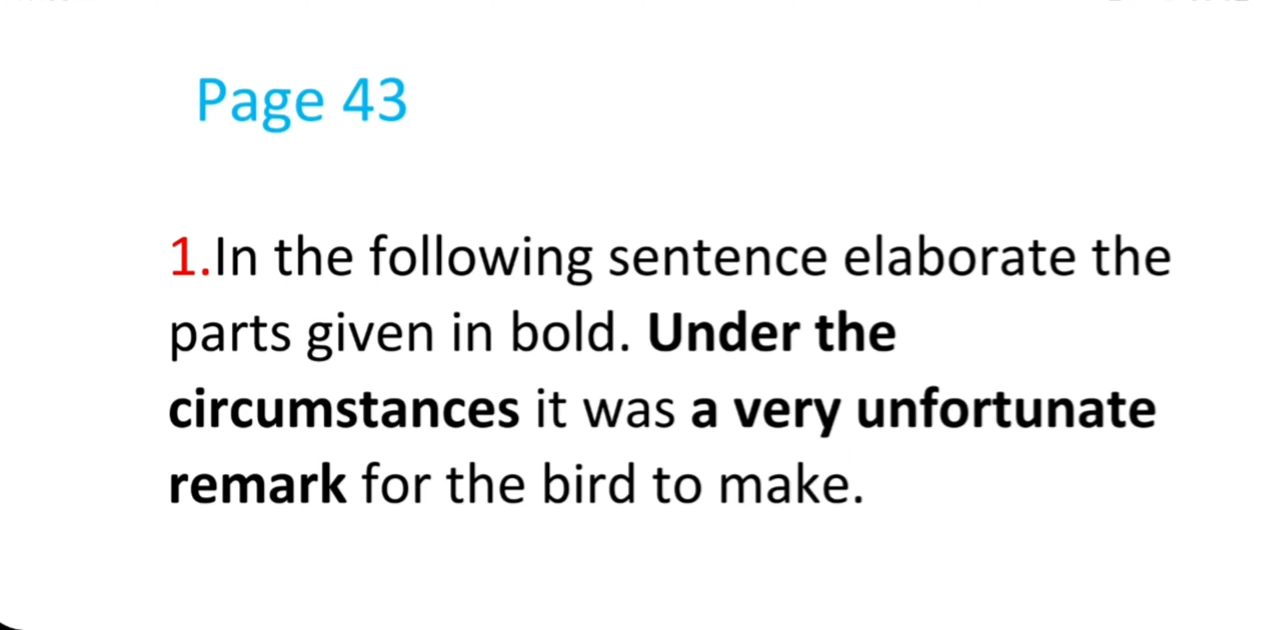 Page 43
1.In the following sentence elaborate the
parts given in bold. Under the
circumstances it was a very unfortunate
remark for the bird to make.